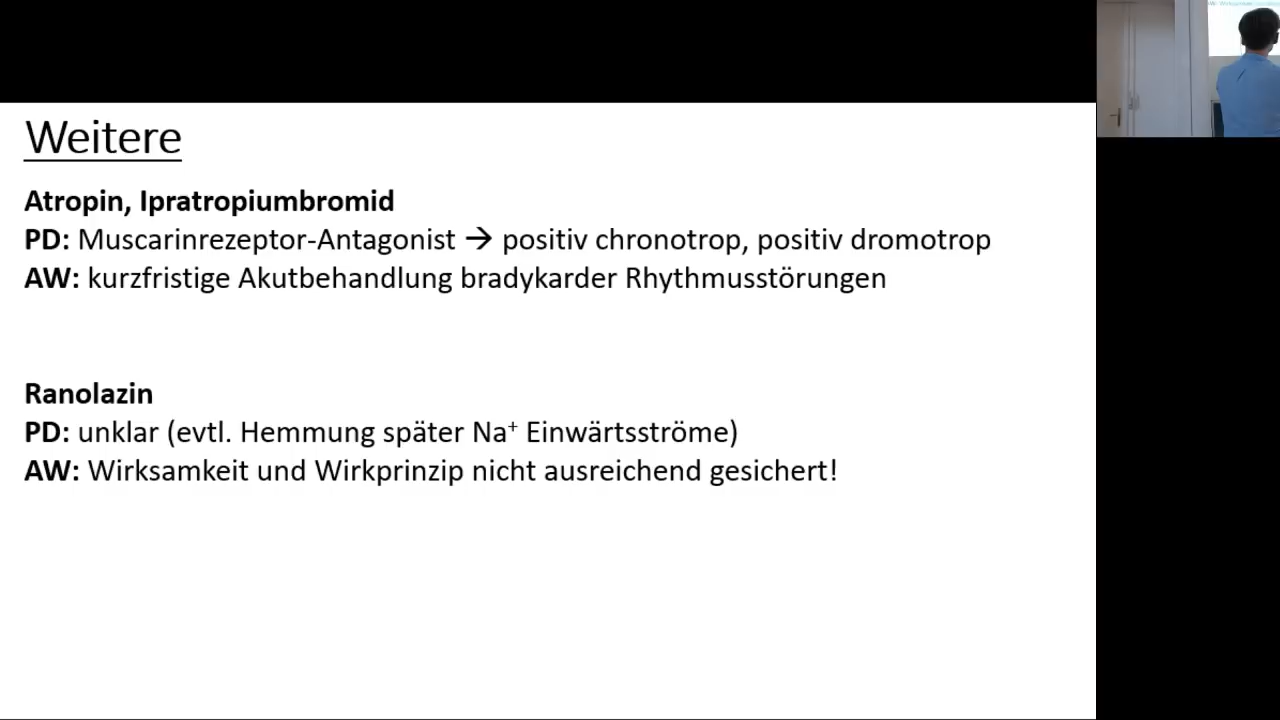 Weitere
Atropin, Ipratropiumbromid
PD: Muscarinrezeptor-Antagonist → positiv chronotrop, positiv dromotrop
AW: kurzfristige Akutbehandlung bradykarder Rhythmusstörungen
Ranolazin
PD: unklar (evtl. Hemmung später Na⁺ Einwärtsströme)
AW: Wirksamkeit und Wirkprinzip nicht ausreichend gesichert!